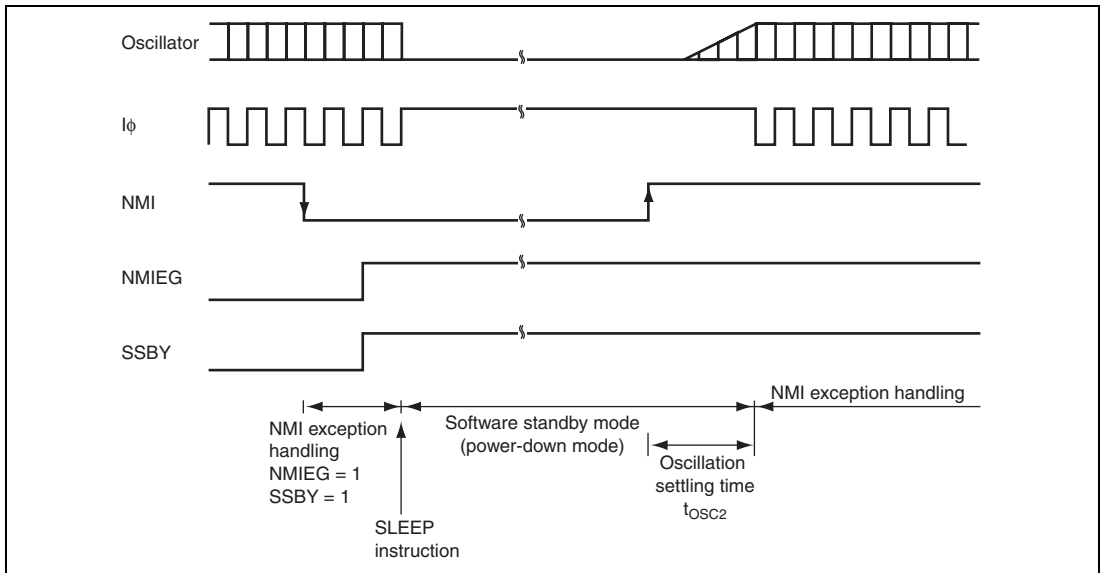 Oscillator
Iϕ
NMI
NMIEG
SSBY
NMI exception
handling
NMIEG = 1
SSBY = 1
SLEEP
instruction
Software standby mode
(power-down mode)
Oscillation
settling time
tOSC2
NMI exception handling